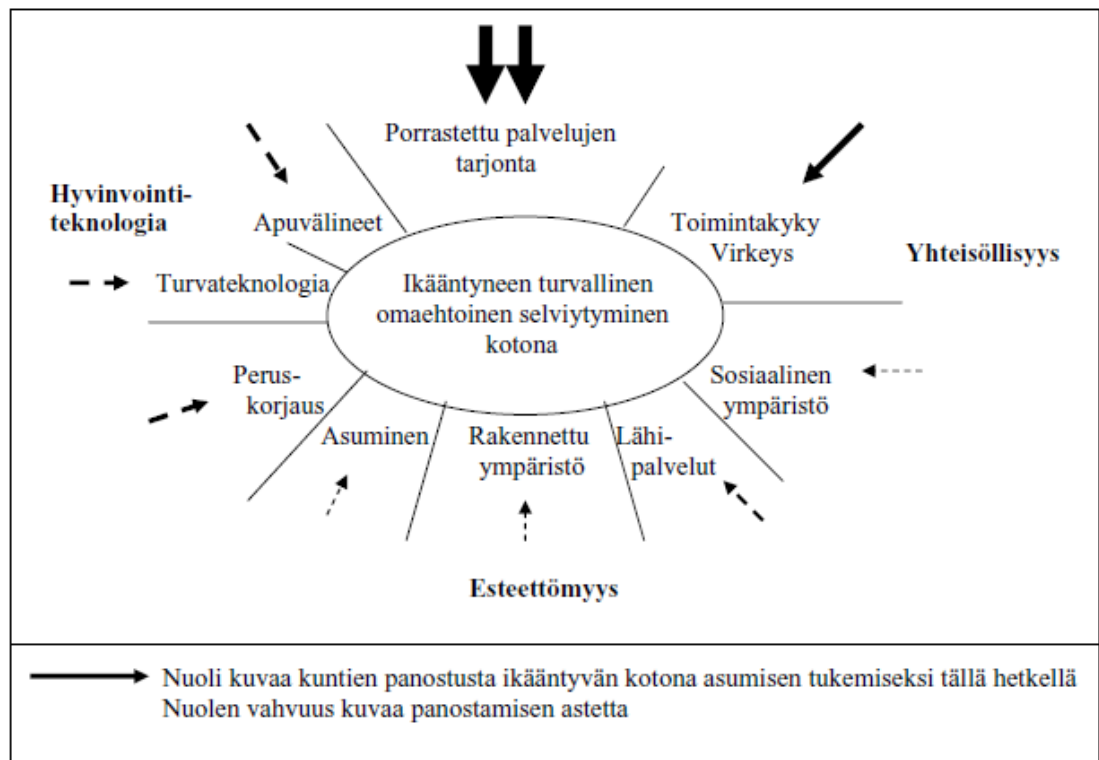 Porrastettu palvelujen
tarjonta
Hyvinvointi-
teknologia
Apuvälineet
Toimintakyky
Virkeys
Yhteisöllisyys
Turvateknologia
Ikääntyneen turvallinen
omaehtoinen selviytyminen
kotona
Perus-
korjaus
Asuminen
Rakennettu
ympäristö
Lähi-
palvelut
Sosiaalinen
ympäristö
Esteettömyys
Nuoli kuvaa kuntien panostusta ikääntyvän kotona asumisen tukemiseksi tällä hetkellä
Nuolen vahvuus kuvaa panostamisen astetta